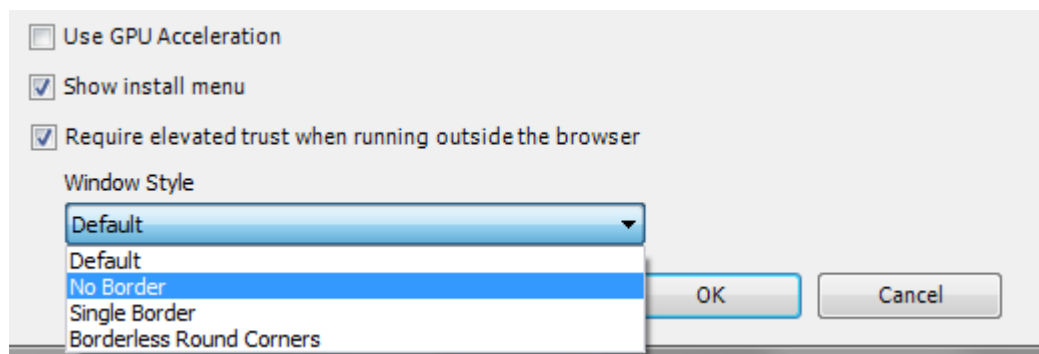 Use GPU Acceleration
Show install menu
Require elevated trust when running outside the browser
Window Style
Default
Default
No Border
Single Border
Borderless Round Corners
OK
Cancel